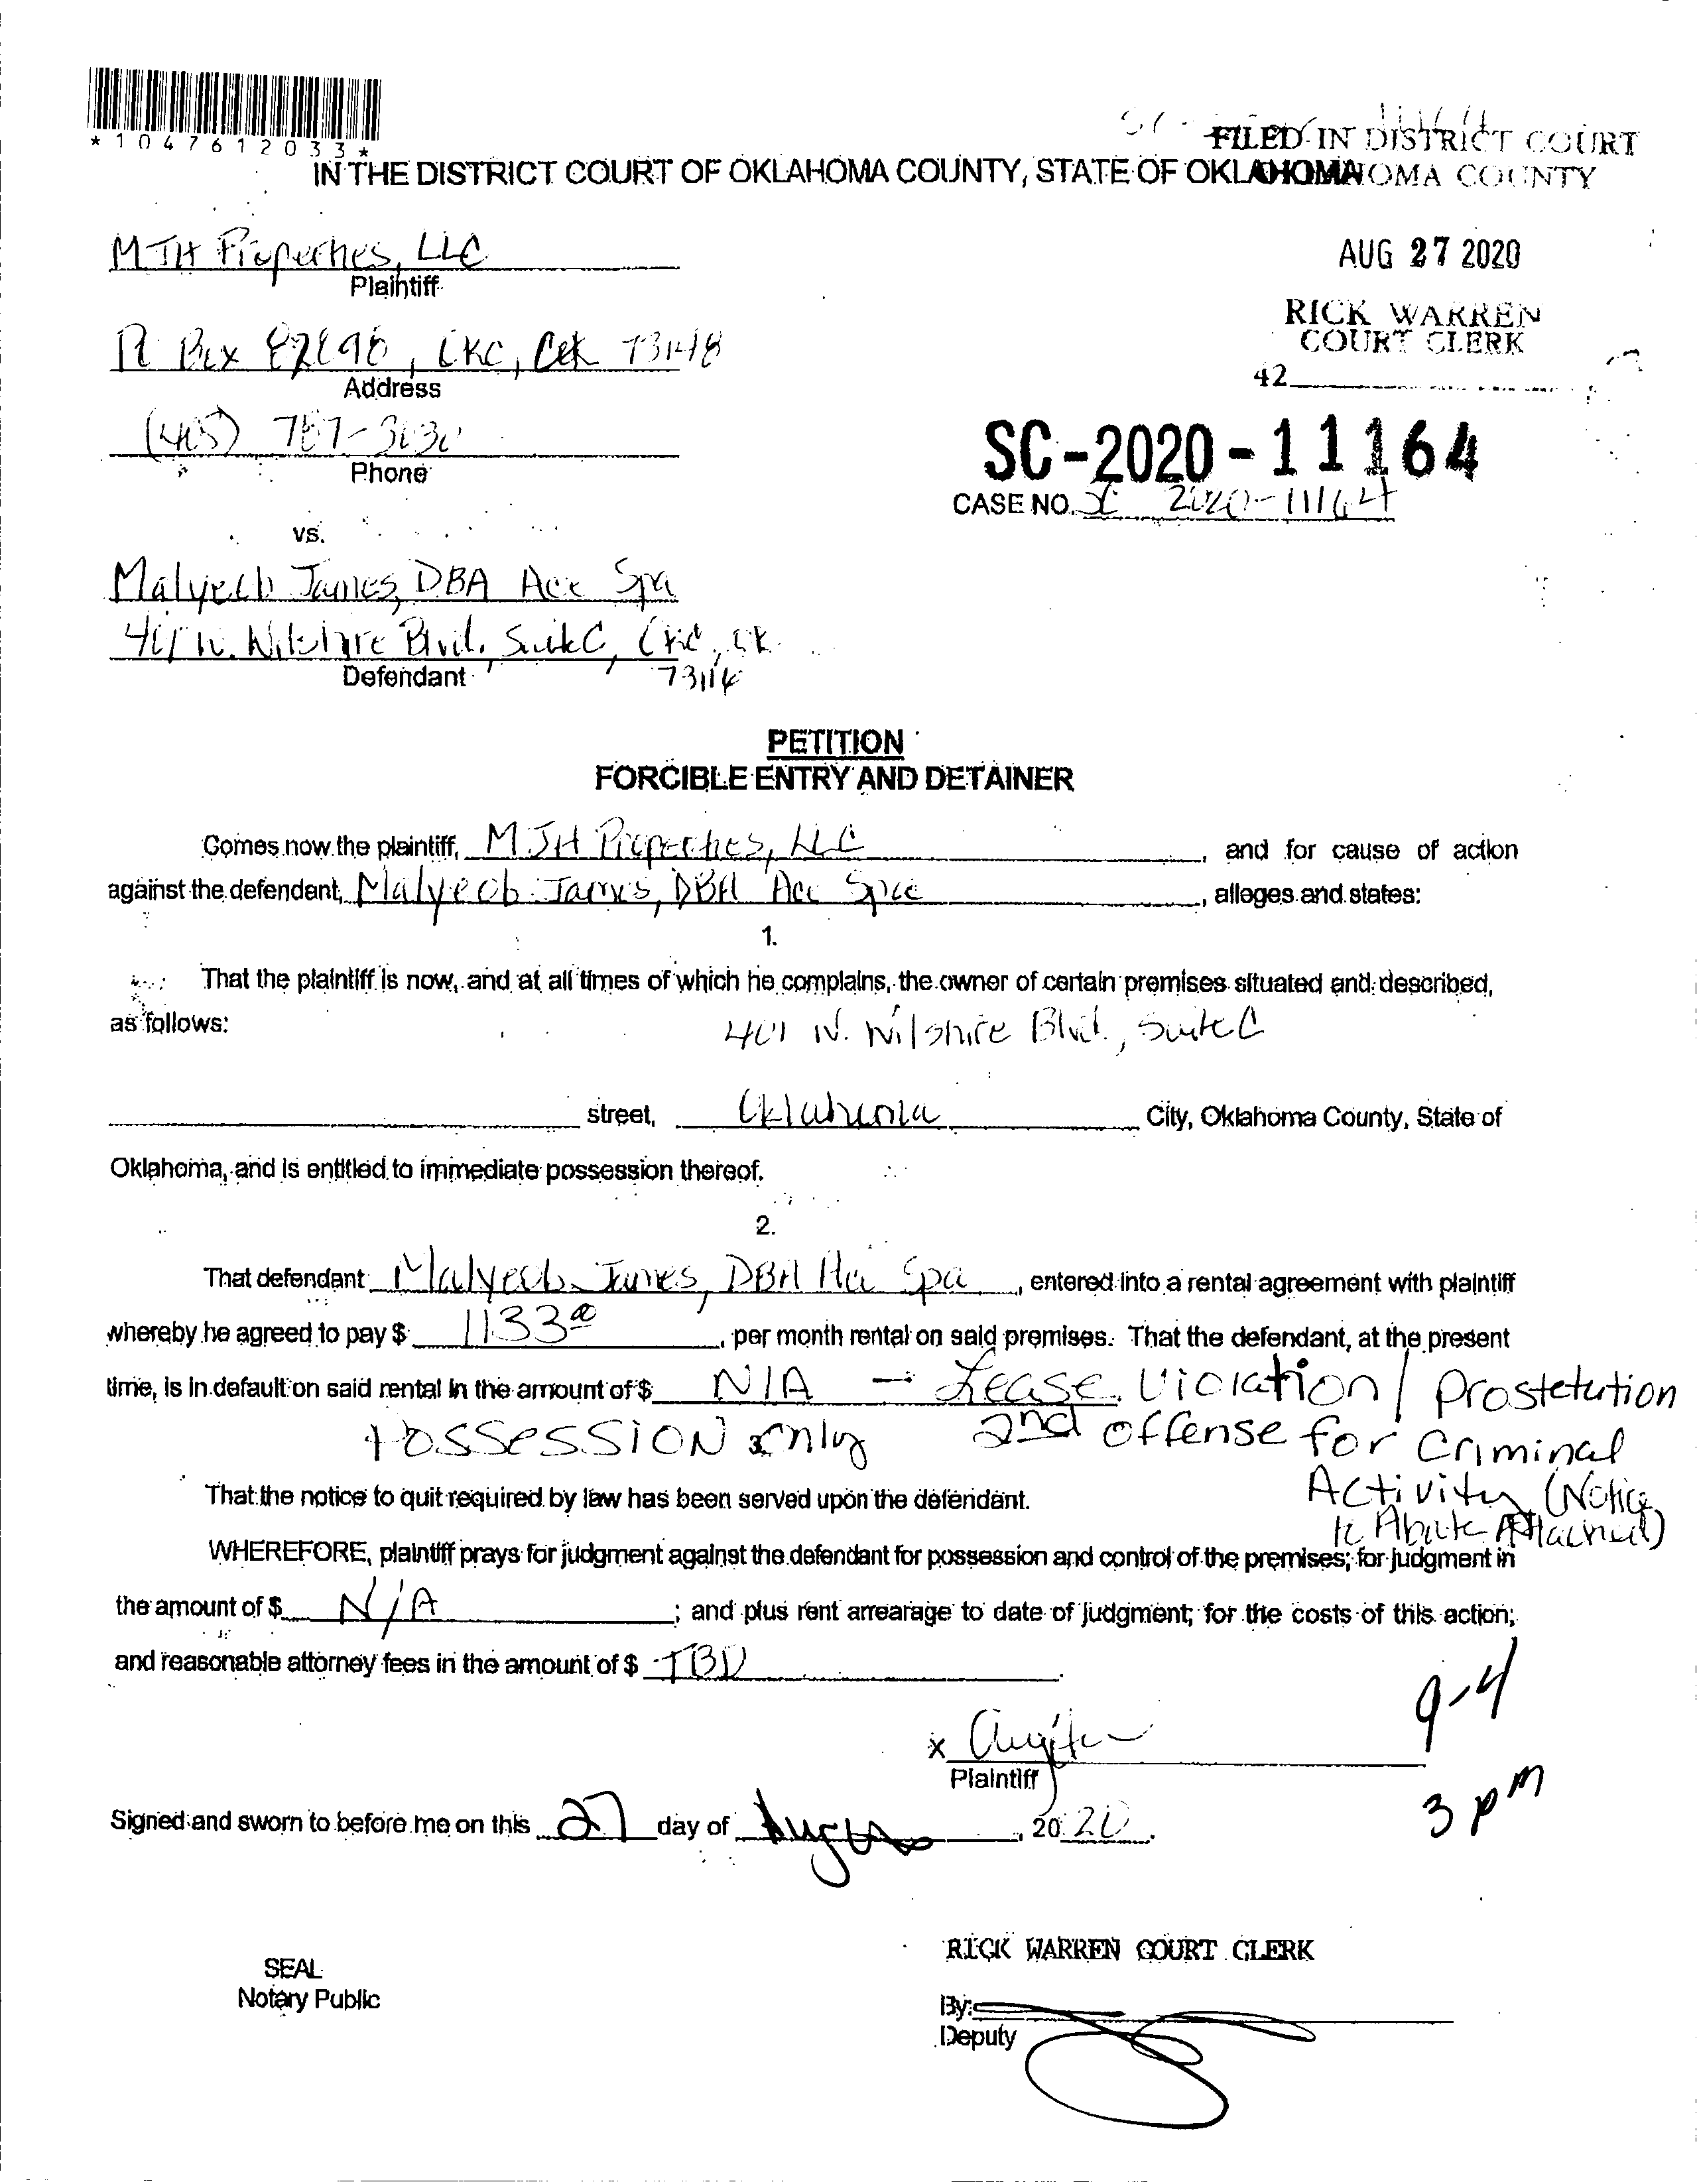 *1047612033*
FILED IN DISTRICT COURT
IN THE DISTRICT COURT OF OKLAHOMA COUNTY, STATE OF OKLAHOMA
OKLAHOMA COUNTY
MJH Properties, LLC
Plaintiff
AUG 27 2020
RICK WARREN
COURT CLERK
42
Box OKC, OK 73148
Address
(405)
Phone
SC-2020-11164
CASE NO. SC 2020-11164
vs.
Malyeob James, DBA Ace Spa
401 W. Wilshire Blvd., Suite C, OKC, OK
Defendant 73116
PETITION
FORCIBLE ENTRY AND DETAINER
Comes now the plaintiff, MJH Properties, LLC, and for cause of action
against the defendant, Malyeob James, DBA Ace Spa, alleges and states:
1.
That the plaintiff is now, and at all times of which he complains, the owner of certain premises situated and described,
as follows: 401 W. Wilshire Blvd., Suite C
street, Oklahoma City, Oklahoma County, State of
Oklahoma, and is entitled to immediate possession thereof.
2.
That defendant Malyeob James, DBA Ace Spa, entered into a rental agreement with plaintiff
whereby he agreed to pay $ 1133.00, per month rental on said premises. That the defendant, at the present
time, is in default on said rental in the amount of $ N/A - Lease Violation / Prostetution
Possession only 2nd offense for Criminal
Activity (Notice
to Abate Attached)
That the notice to quit required by law has been served upon the defendant.
WHEREFORE, plaintiff prays for judgment against the defendant for possession and control of the premises; for judgment in
the amount of $ N/A; and plus rent arrearage to date of judgment; for the costs of this action;
and reasonable attorney fees in the amount of $ TBD.
9-4
x
Plaintiff
3 pm
Signed and sworn to before me on this 27 day of August, 2020.
RICK WARREN COURT CLERK
SEAL
Notary Public
By:
Deputy